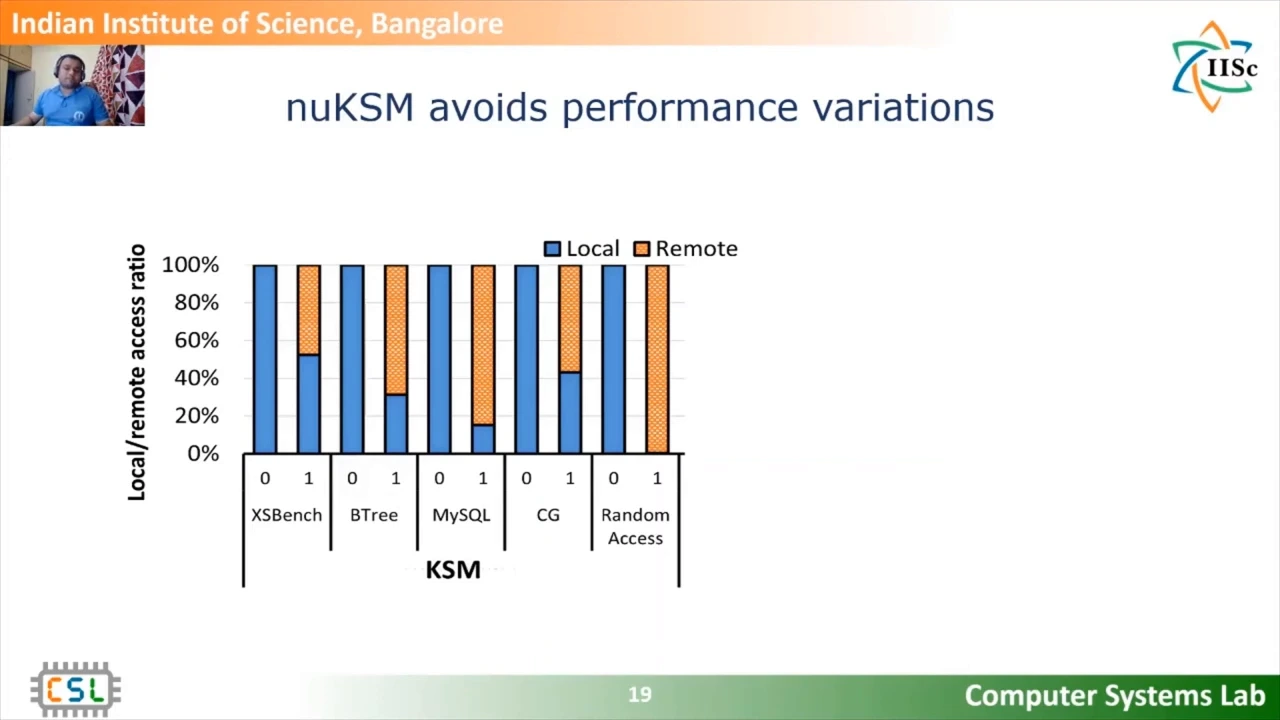 Indian Institute of Science, Bangalore
IISc
nuKSM avoids performance variations
Local/remote access ratio
Local Remote
100%
80%
60%
40%
20%
0%
0 1 0 1 0 1 0 1 0 1
XSBench BTree MySQL CG Random Access
KSM
CSL
19
Computer Systems Lab